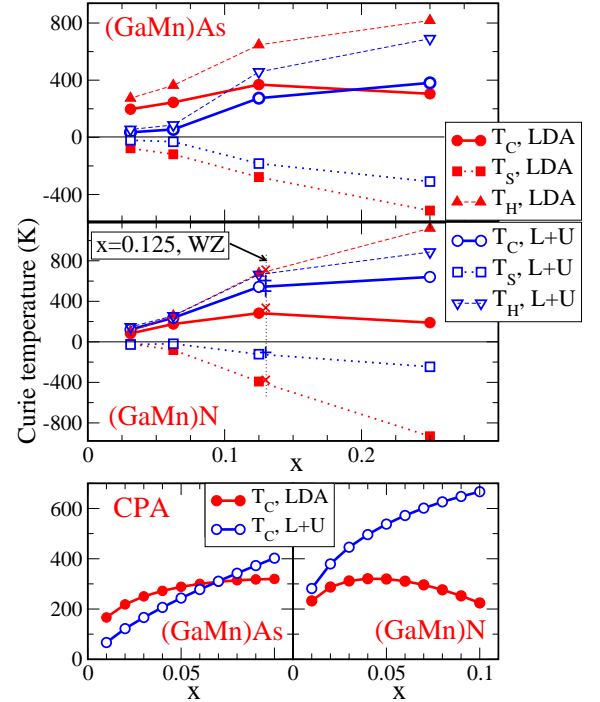 800
(GaMn)As
400
0
-400
T_C, LDA
T_S, LDA
T_H, LDA
x=0.125, WZ
T_C, L+U
T_S, L+U
T_H, L+U
800
400
0
-400
-800
(GaMn)N
Curie temperature (K)
0
0.1
0.2
x
600
CPA
T_C, LDA
T_C, L+U
400
200
0
(GaMn)As
(GaMn)N
0.05
0
0.05
0.1
x
x